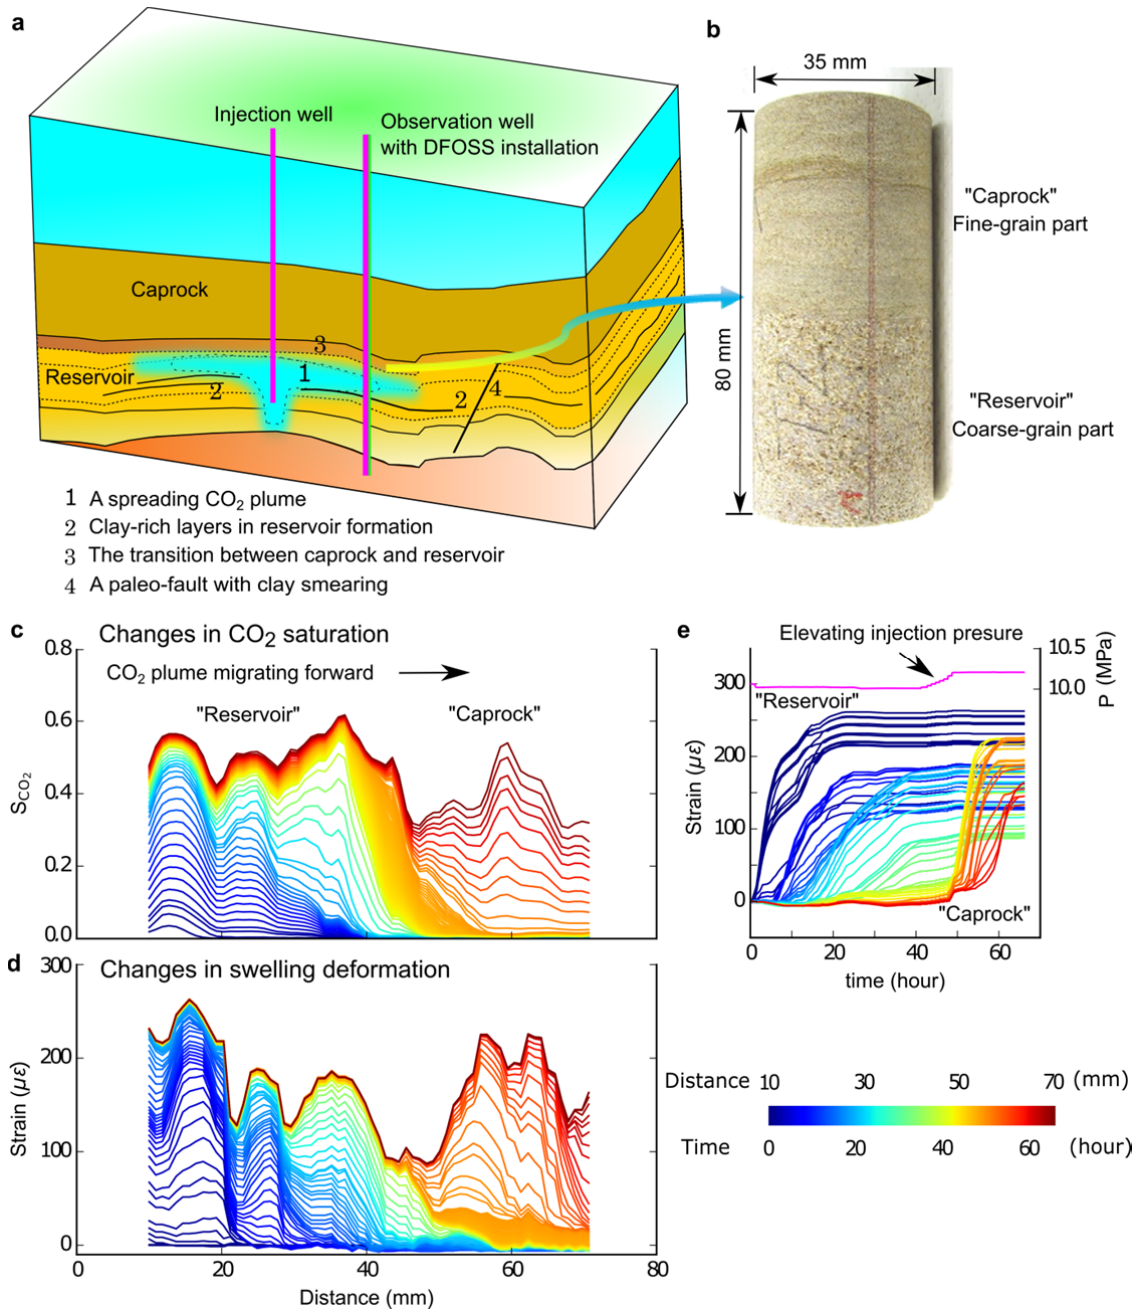 a
Injection well
Observation well
with DFOSS installation
Caprock
Reservoir
3
1
2
2
4
1 A spreading CO₂ plume
2 Clay-rich layers in reservoir formation
3 The transition between caprock and reservoir
4 A paleo-fault with clay smearing
b
35 mm
80 mm
"Caprock"
Fine-grain part
"Reservoir"
Coarse-grain part
c
Changes in CO₂ saturation
CO₂ plume migrating forward
"Reservoir"
"Caprock"
S_CO₂
0.8
0.6
0.4
0.2
0.0
d
Changes in swelling deformation
Strain (με)
300
200
100
0
0 20 40 60 80
Distance (mm)
e
Elevating injection presure
10.5
10.0
P (MPa)
"Reservoir"
"Caprock"
Strain (με)
300
200
100
0
0 20 40 60
time (hour)
Distance 10 30 50 70 (mm)
Time 0 20 40 60 (hour)